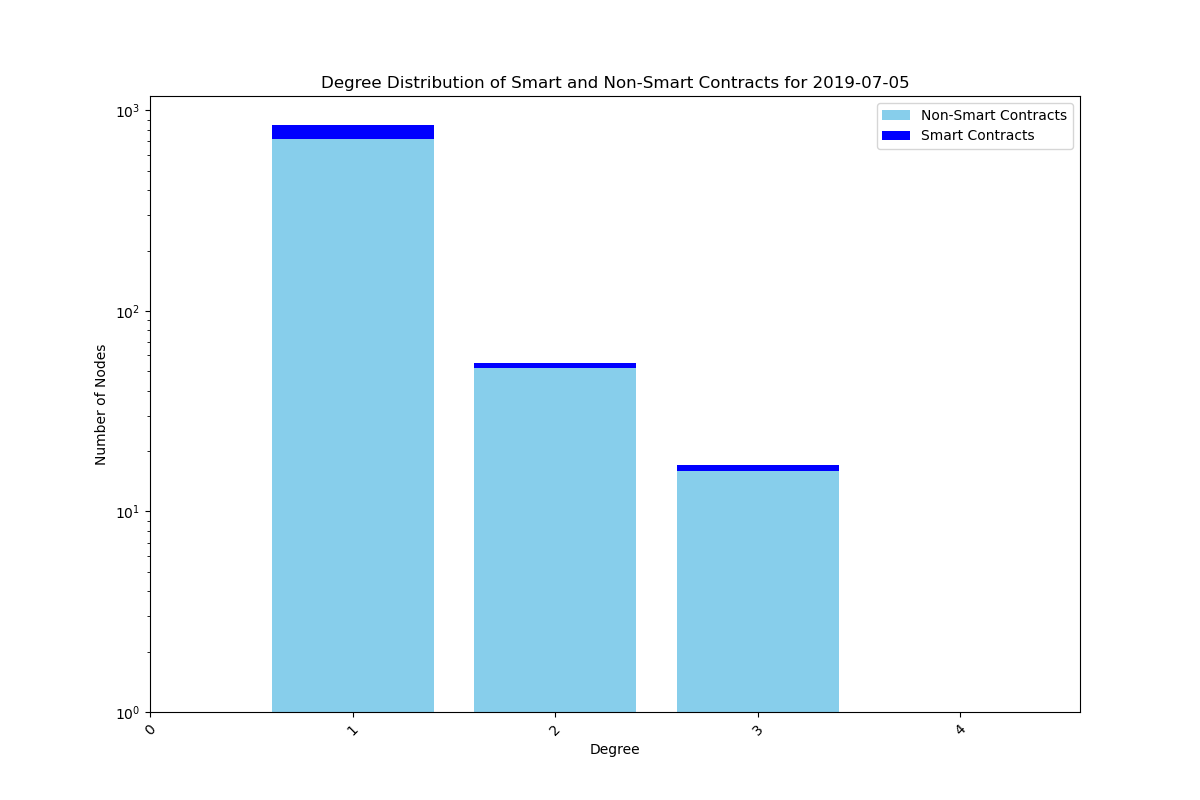 Degree Distribution of Smart and Non-Smart Contracts for 2019-07-05
Non-Smart Contracts
Smart Contracts
Number of Nodes
10³
10²
10¹
10⁰
0
1
2
3
4
Degree